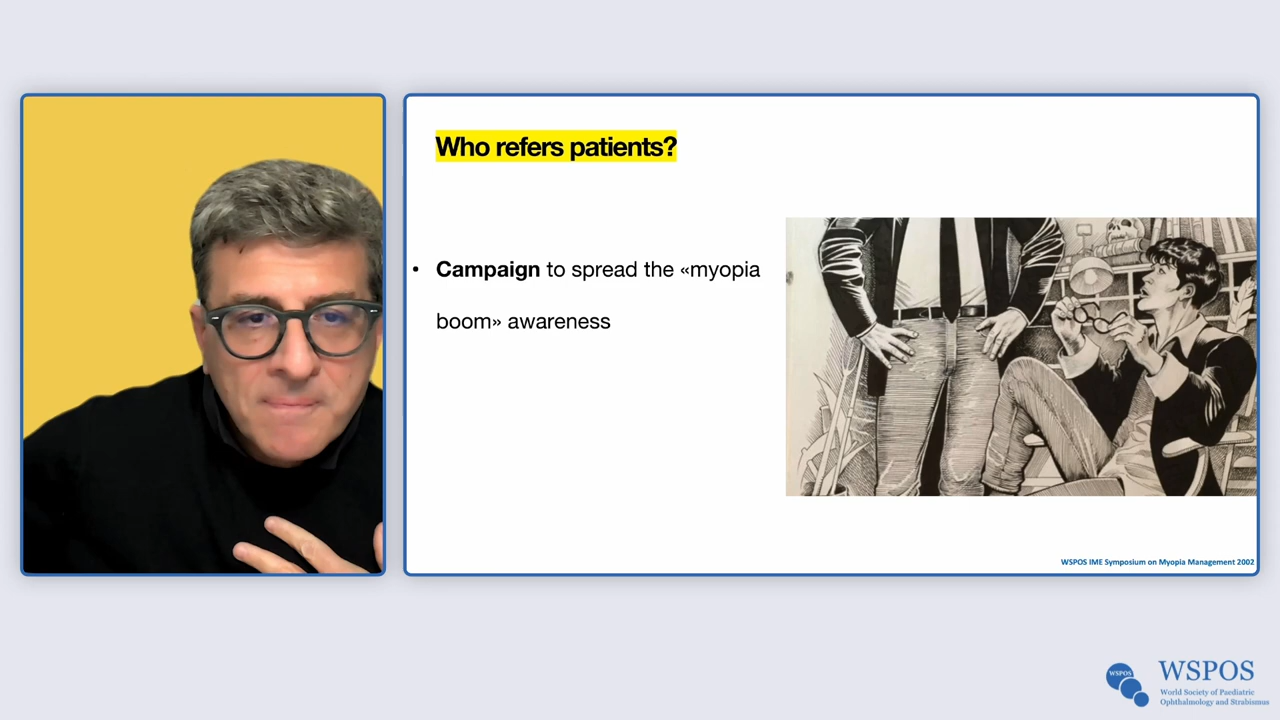 Who refers patients?
• Campaign to spread the «myopia
boom» awareness
WSPOS IME Symposium on Myopia Management 2002
WSPOS
WSPOS
World Society of Paediatric
Ophthalmology and Strabismus